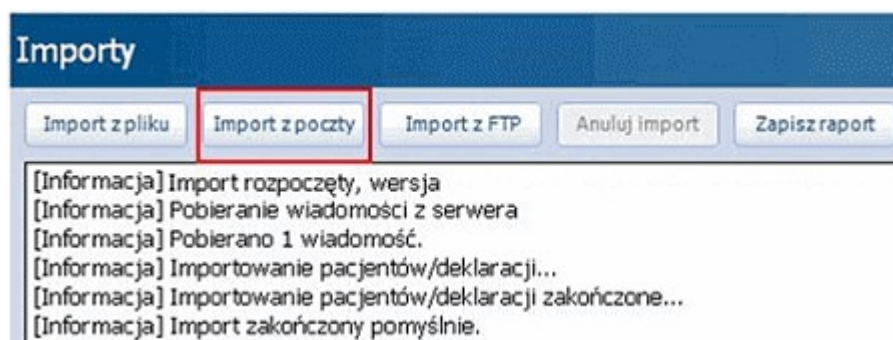 Importy
Import z pliku Import z poczty Import z FTP Anuluj import Zapisz raport
[Informacja] Import rozpoczęty, wersja
[Informacja] Pobieranie wiadomości z serwera
[Informacja] Pobierano 1 wiadomość.
[Informacja] Importowanie pacjentów/deklaracji...
[Informacja] Importowanie pacjentów/deklaracji zakończone...
[Informacja] Import zakończony pomyślnie.